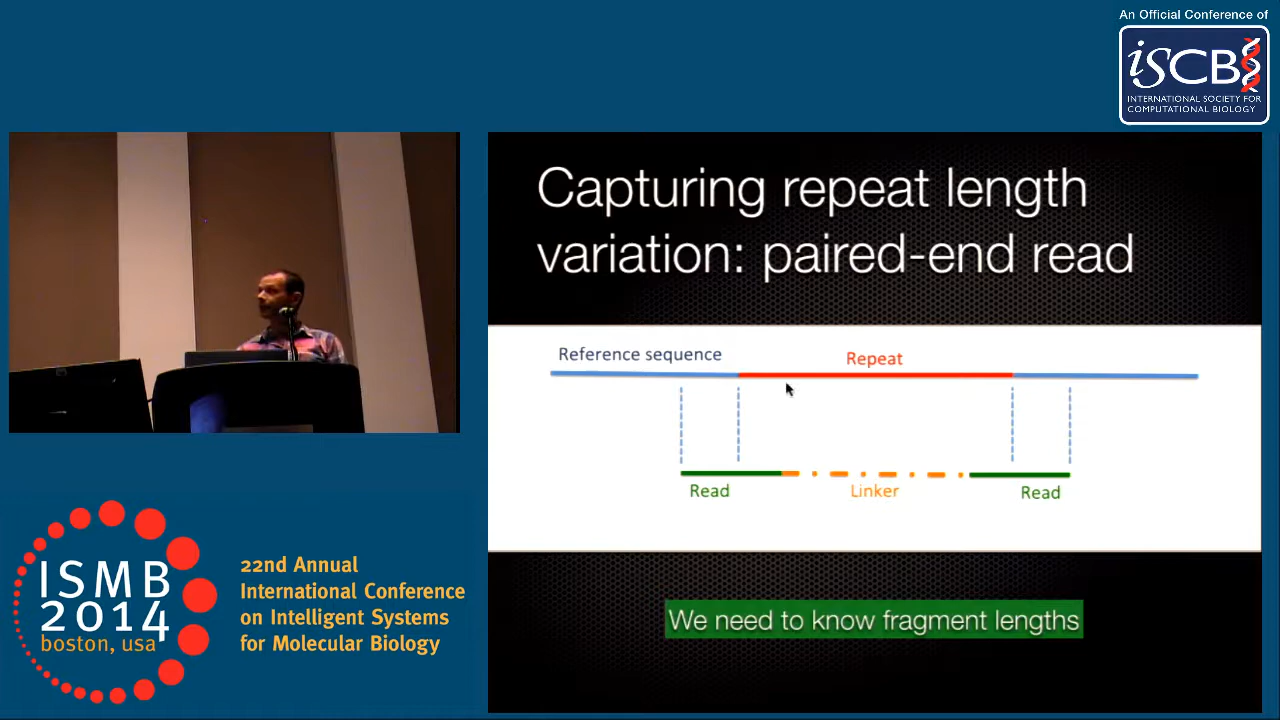 An Official Conference of
iSCB
INTERNATIONAL SOCIETY FOR
COMPUTATIONAL BIOLOGY
Capturing repeat length
variation: paired-end read
Reference sequence
Repeat
Read
Linker
Read
We need to know fragment lengths
ISMB
2014
boston, usa
22nd Annual
International Conference
on Intelligent Systems
for Molecular Biology